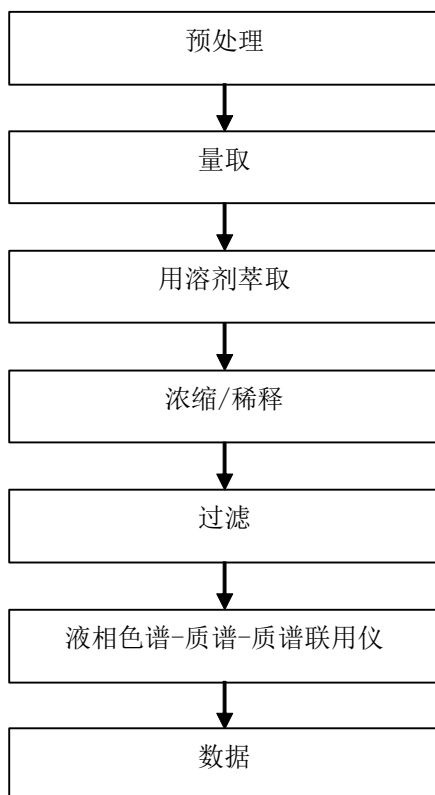 预处理
量取
用溶剂萃取
浓缩/稀释
过滤
液相色谱-质谱-质谱联用仪
数据